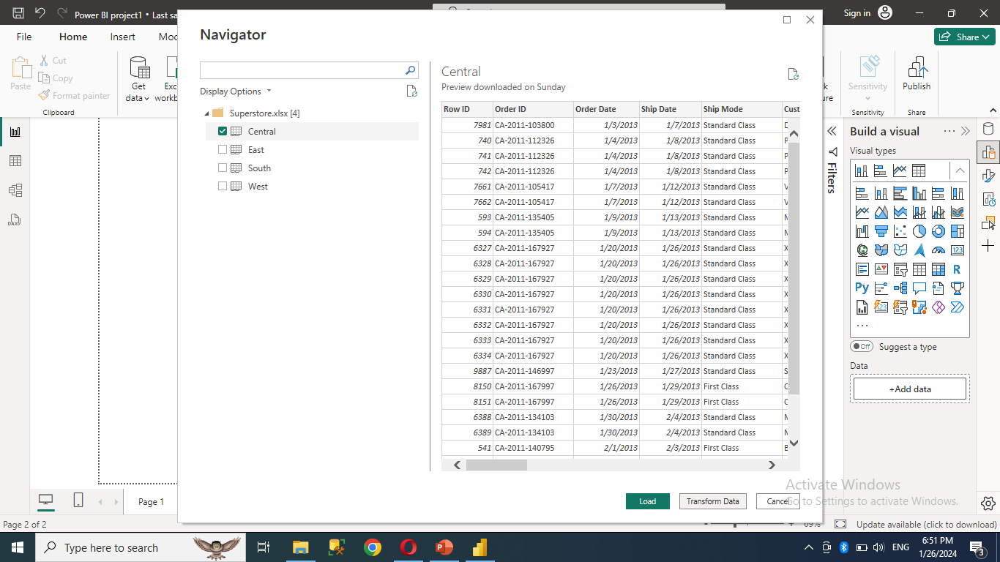 Power BI project1 • Last sa
Sign in
File
Home
Insert
Mo
Share
Paste
Cut
Copy
Format painter
Clipboard
Get
data
Exc
workb
k
ure
Sensitivity
Sensitivity
Publish
Share
Navigator
Display Options
Superstore.xlsx [4]
Central
East
South
West
Central
Preview downloaded on Sunday
Row ID Order ID Order Date Ship Date Ship Mode Cust
7981 CA-2011-103800 1/3/2013 1/7/2013 Standard Class D
740 CA-2011-112326 1/4/2013 1/8/2013 Standard Class P
741 CA-2011-112326 1/4/2013 1/8/2013 Standard Class P
742 CA-2011-112326 1/4/2013 1/8/2013 Standard Class P
7661 CA-2011-105417 1/7/2013 1/12/2013 Standard Class V
7662 CA-2011-105417 1/7/2013 1/12/2013 Standard Class V
593 CA-2011-135405 1/9/2013 1/13/2013 Standard Class M
594 CA-2011-135405 1/9/2013 1/13/2013 Standard Class M
6327 CA-2011-167927 1/20/2013 1/26/2013 Standard Class X
6328 CA-2011-167927 1/20/2013 1/26/2013 Standard Class X
6329 CA-2011-167927 1/20/2013 1/26/2013 Standard Class X
6330 CA-2011-167927 1/20/2013 1/26/2013 Standard Class X
6331 CA-2011-167927 1/20/2013 1/26/2013 Standard Class X
6332 CA-2011-167927 1/20/2013 1/26/2013 Standard Class X
6333 CA-2011-167927 1/20/2013 1/26/2013 Standard Class X
6334 CA-2011-167927 1/20/2013 1/26/2013 Standard Class X
9887 CA-2011-146997 1/23/2013 1/27/2013 Standard Class S
8150 CA-2011-167997 1/26/2013 1/29/2013 First Class C
8151 CA-2011-167997 1/26/2013 1/29/2013 First Class C
6388 CA-2011-134103 1/30/2013 2/4/2013 Standard Class M
6389 CA-2011-134103 1/30/2013 2/4/2013 Standard Class M
541 CA-2011-140795 2/1/2013 2/3/2013 First Class B
Load
Transform Data
Cancel
Filters
Build a visual
Visual types
123
R
Py
123
Off
Suggest a type
Data
+Add data
DAX
Activate Windows
Go to Settings to activate Windows.
Page 1
Page 2 of 2
69%
Update available (click to download)
Type here to search
ENG
6:51 PM
1/26/2024
3